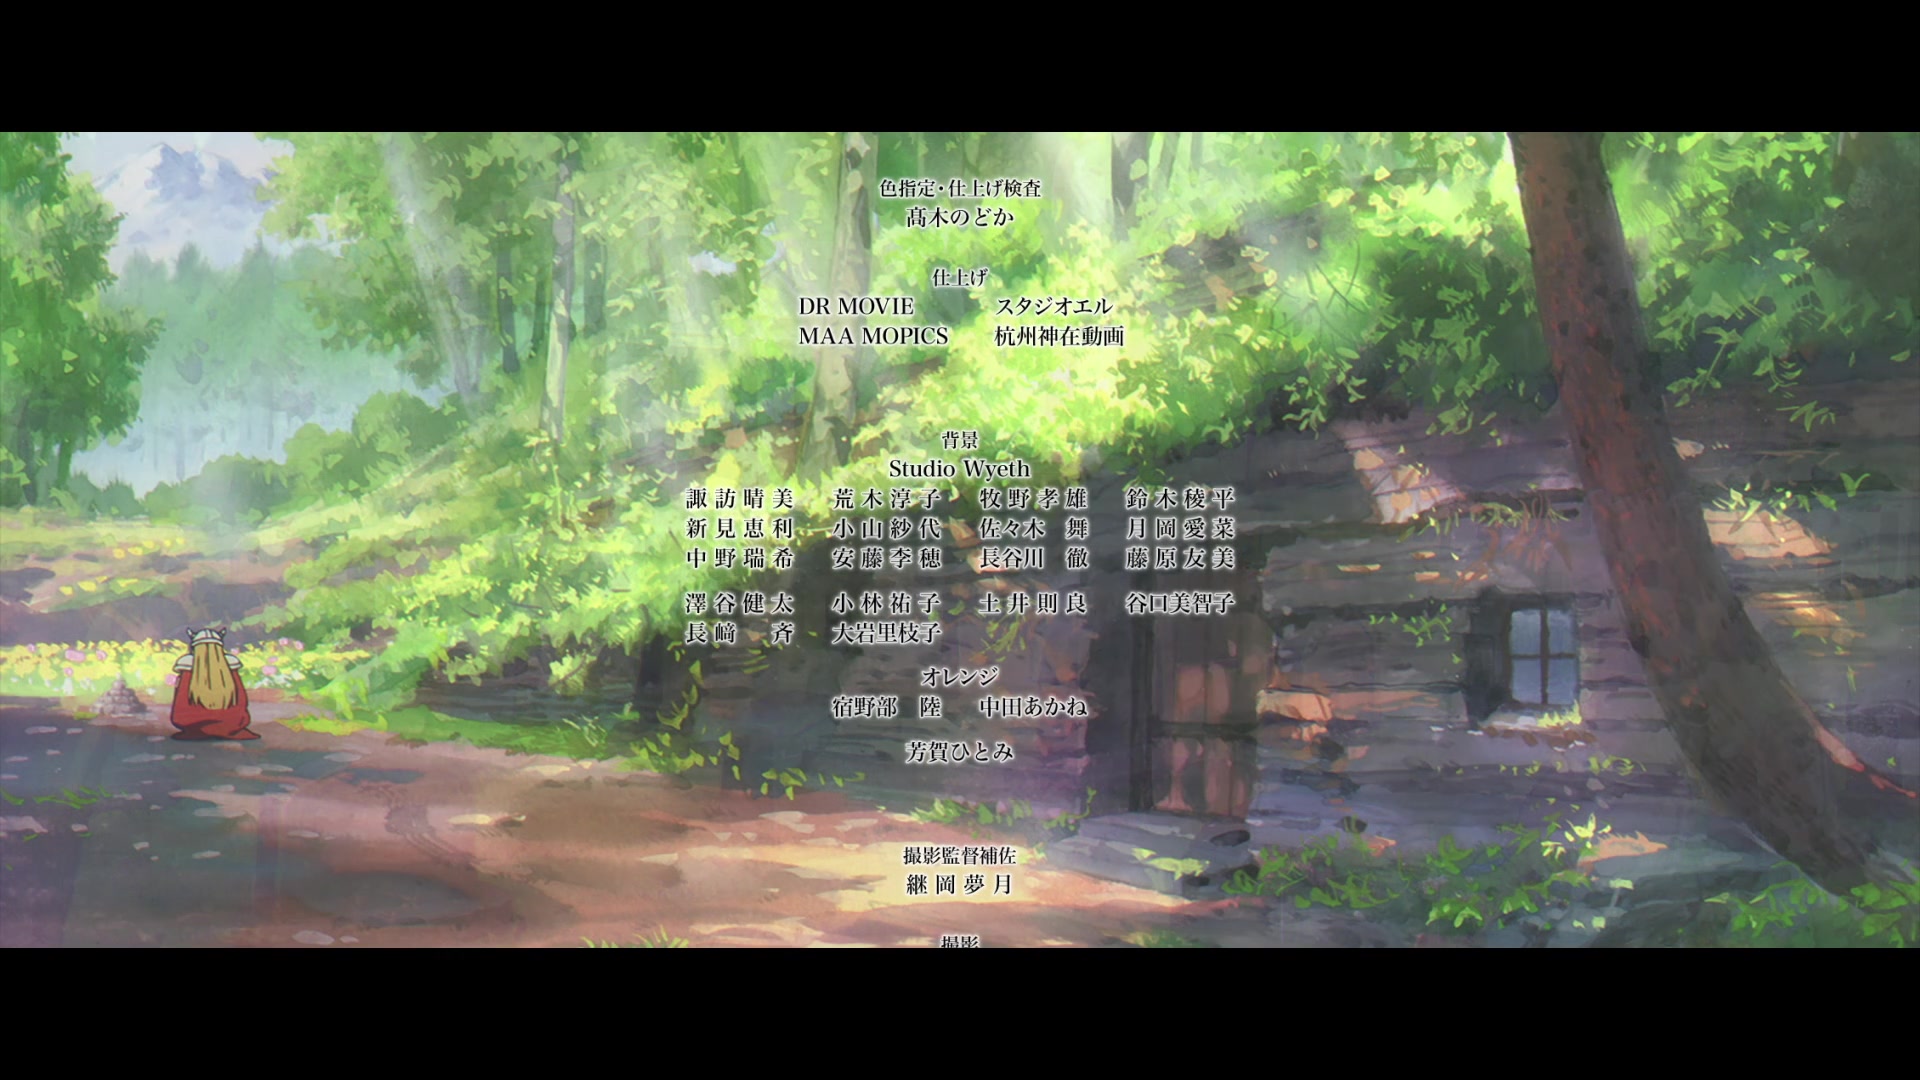 色指定・仕上げ検査
髙木のどか
仕上げ
DR MOVIE　スタジオエル
MAA MOPICS　杭州神在動画
背景
Studio Wyeth
諏訪晴美　荒木淳子　牧野孝雄　鈴木稜平
新見恵利　小山紗代　佐々木　舞　月岡愛菜
中野瑞希　安藤李穂　長谷川　徹　藤原友美
澤谷健太　小林祐子　土井則良　谷口美智子
長﨑　斉　大岩里枝子
オレンジ
宿野部　陸　中田あかね
芳賀ひとみ
撮影監督補佐
継岡夢月
撮影